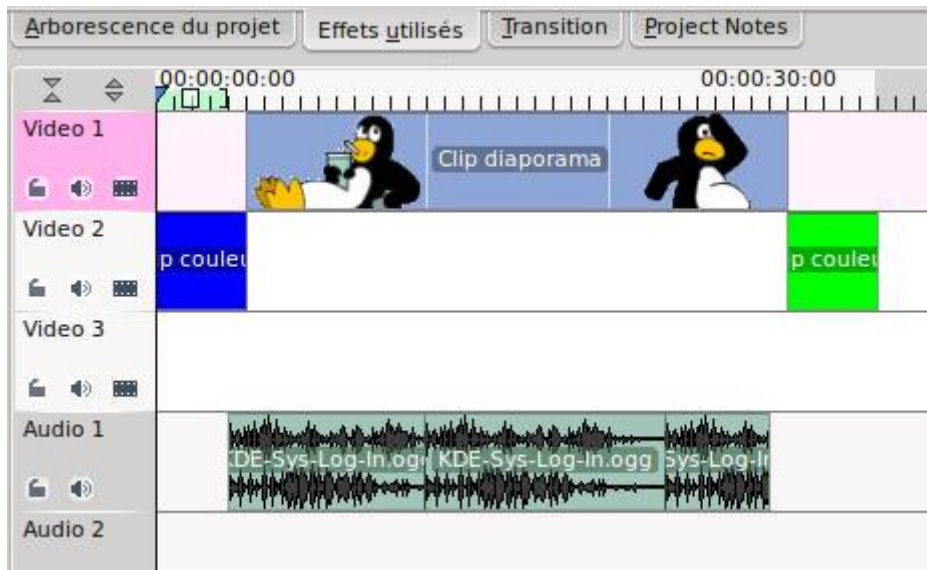 Arborescence du projet
Effets utilisés
Transition
Project Notes
00:00:00:00
00:00:30:00
Video 1
Clip diaporama
Video 2
p couleu
p couleu
Video 3
Audio 1
KDE-Sys-Log-In.ogg
KDE-Sys-Log-In.ogg
Sys-Log-In
Audio 2